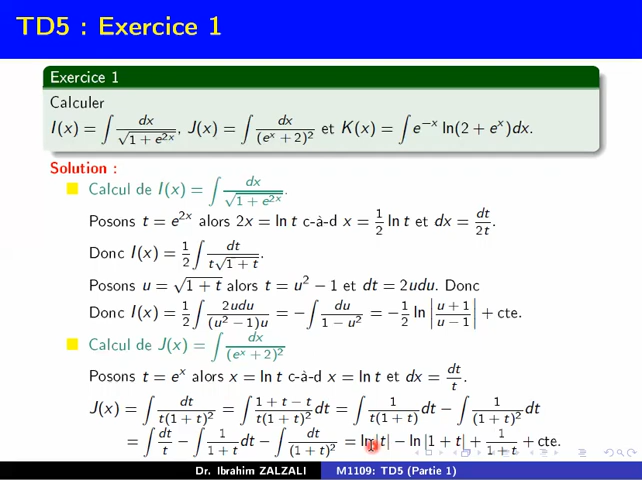 TD5 : Exercice 1
Exercice 1
Calculer
I(x) = ∫ dx/√(1 + e^{2x}), J(x) = ∫ dx/(e^x + 2)² et K(x) = ∫ e^{−x} ln(2 + e^x)dx.
Solution :
Calcul de I(x) = ∫ dx/√(1 + e^{2x}).
Posons t = e^{2x} alors 2x = ln t c-à-d x = 1/2 ln t et dx = dt/2t.
Donc I(x) = 1/2 ∫ dt/(t√(1 + t)).
Posons u = √(1 + t) alors t = u² − 1 et dt = 2udu. Donc
Donc I(x) = 1/2 ∫ 2udu/((u² − 1)u) = − ∫ du/(1 − u²) = −1/2 ln |(u + 1)/(u − 1)| + cte.
Calcul de J(x) = ∫ dx/(e^x + 2)²
Posons t = e^x alors x = ln t c-à-d x = ln t et dx = dt/t.
J(x) = ∫ dt/(t(1 + t)²) = ∫ (1 + t − t)/(t(1 + t)²) dt = ∫ 1/(t(1 + t)) dt − ∫ 1/(1 + t)² dt
= ∫ dt/t − ∫ 1/(1 + t) dt − ∫ dt/(1 + t)² = ln|t| − ln |1 + t| + 1/(1 + t) + cte.
Dr. Ibrahim ZALZALI M1109: TD5 (Partie 1)